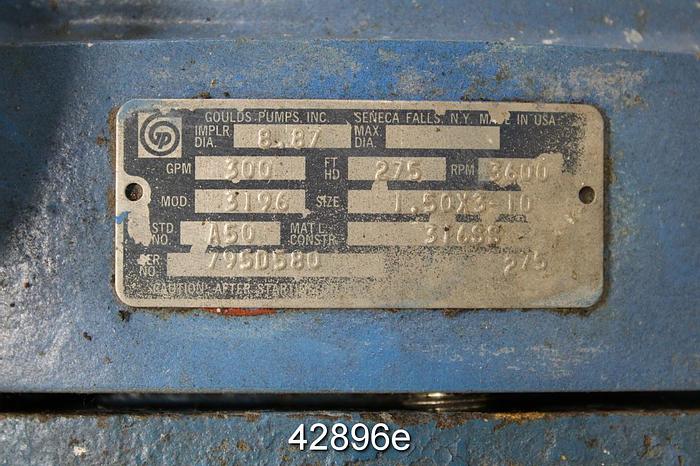 GOULDS PUMPS, INC. SENECA FALLS, N.Y. MADE IN USA
IMPLR. DIA. 8.87 MAX. DIA.
GPM 300 FT HD 275 RPM 3600
MOD. 3196 SIZE 1.50X3-10
STD. NO. A50 MAT'L. CONSTR. 316SS
SER. NO. 795D580 275
CAUTION: AFTER STARTING
42896e